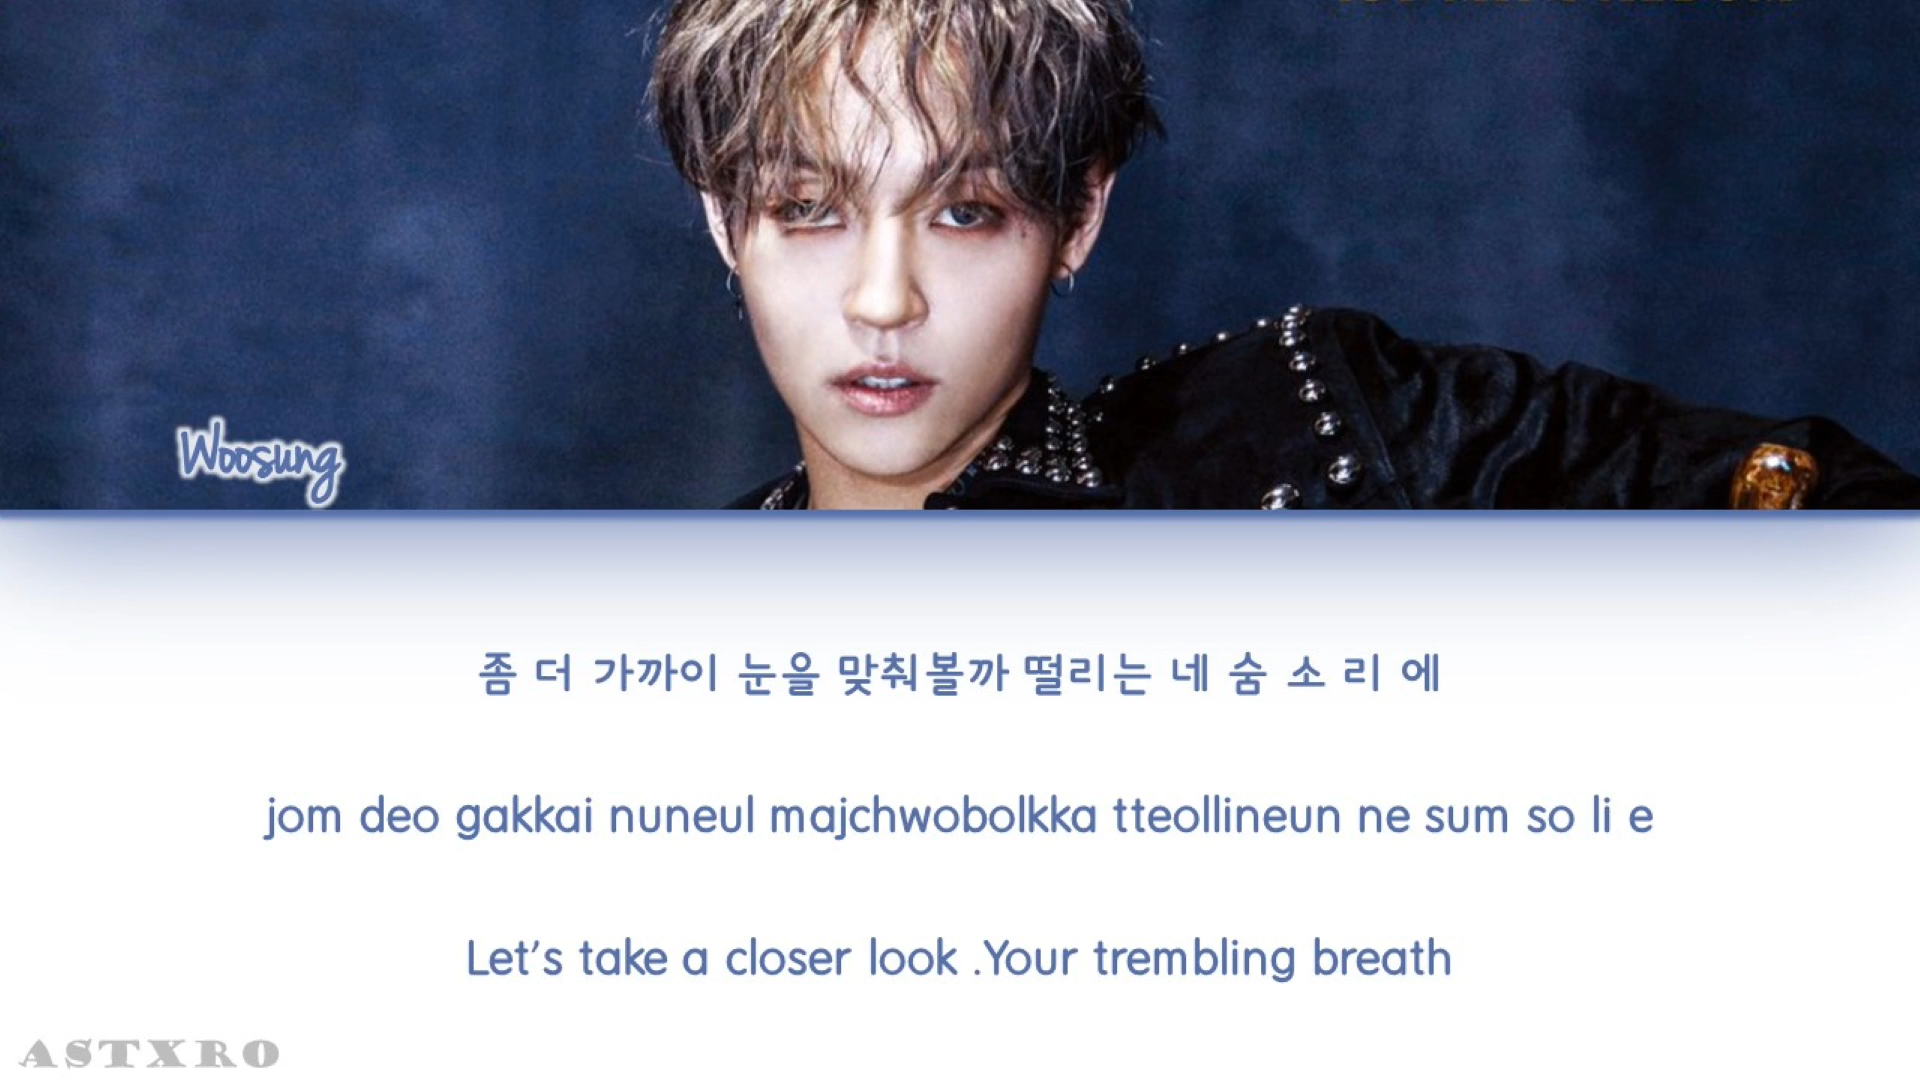 Woosung
좀 더 가까이 눈을 맞춰볼까 떨리는 네 숨 소 리 에
jom deo gakkai nuneul majchwobolkka tteollineun ne sum so li e
Let's take a closer look .Your trembling breath
ASTXRO